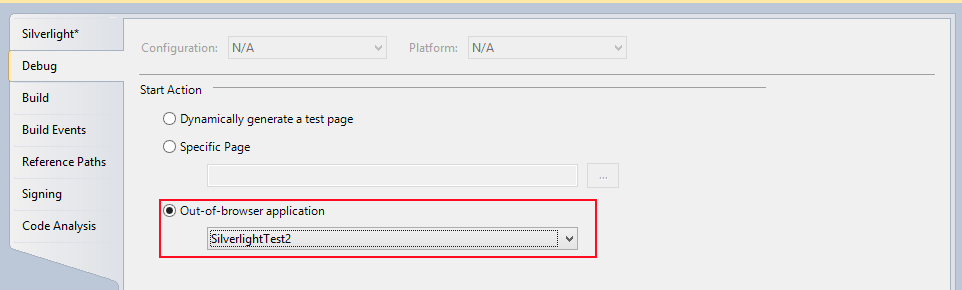 Silverlight*
Debug
Build
Build Events
Reference Paths
Signing
Code Analysis
Configuration: N/A Platform: N/A
Start Action
Dynamically generate a test page
Specific Page
...
Out-of-browser application
SilverlightTest2